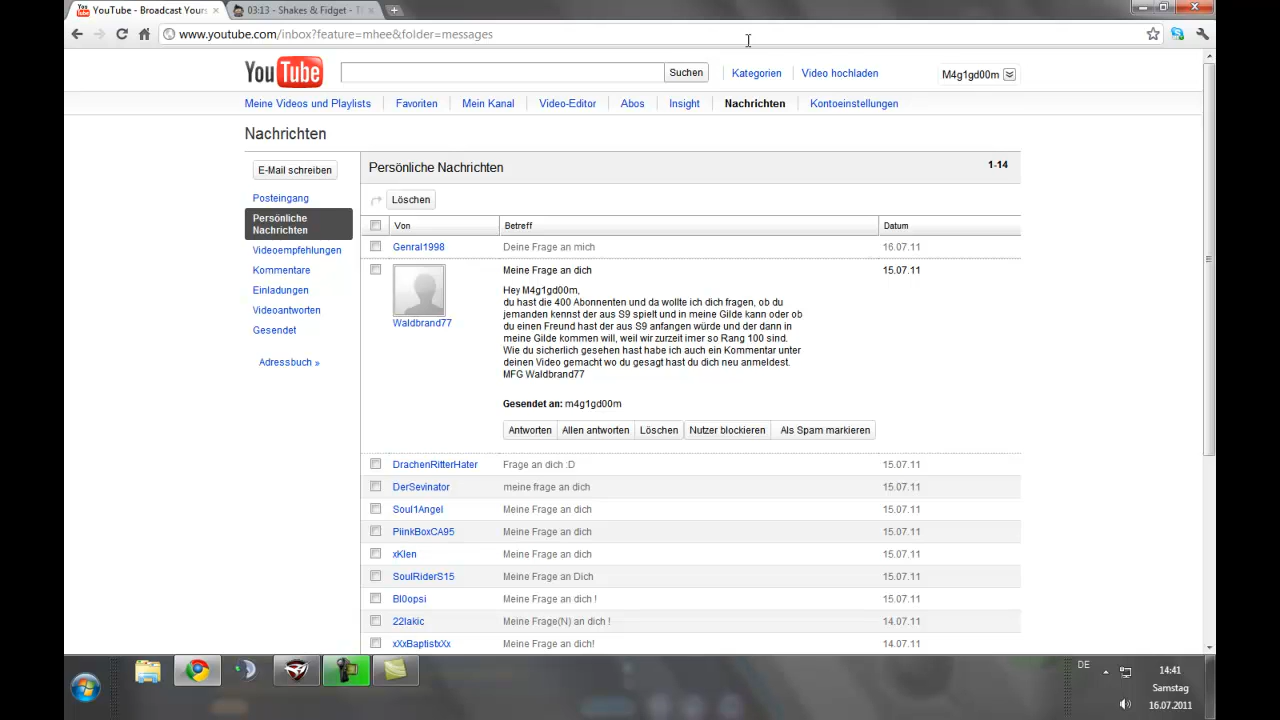 YouTube - Broadcast Yours
03:13 - Shakes & Fidget - T
www.youtube.com/inbox?feature=mhee&folder=messages
YouTube
Suchen
Kategorien
Video hochladen
M4g1gd00m
Meine Videos und Playlists
Favoriten
Mein Kanal
Video-Editor
Abos
Insight
Nachrichten
Kontoeinstellungen
Nachrichten
E-Mail schreiben
Posteingang
Persönliche
Nachrichten
Videoempfehlungen
Kommentare
Einladungen
Videoantworten
Gesendet
Adressbuch »
Persönliche Nachrichten
1-14
Löschen
Von Betreff Datum
Genral1998 Deine Frage an mich 16.07.11
Meine Frage an dich 15.07.11
Waldbrand77
Hey M4g1gd00m,
du hast die 400 Abonnenten und da wollte ich dich fragen, ob du
jemanden kennst der aus S9 spielt und in meine Gilde kann oder ob
du einen Freund hast der aus S9 anfangen würde und der dann in
meine Gilde kommen will, weil wir zurzeit imer so Rang 100 sind.
Wie du sicherlich gesehen hast habe ich auch ein Kommentar unter
deinen Video gemacht wo du gesagt hast du dich neu anmeldest.
MFG Waldbrand77
Gesendet an: m4g1gd00m
Antworten Allen antworten Löschen Nutzer blockieren Als Spam markieren
DrachenRitterHater Frage an dich :D 15.07.11
DerSevinator meine frage an dich 15.07.11
Soul1Angel Meine Frage an dich 15.07.11
PiinkBoxCA95 Meine Frage an dich 15.07.11
xKlen Meine Frage an dich 15.07.11
SoulRiderS15 Meine Frage an Dich 15.07.11
Bl0opsi Meine Frage an dich ! 15.07.11
22lakic Meine Frage(N) an dich ! 14.07.11
xXxBaptistxXx Meine Frage an dich! 14.07.11
DE
14:41
Samstag
16.07.2011